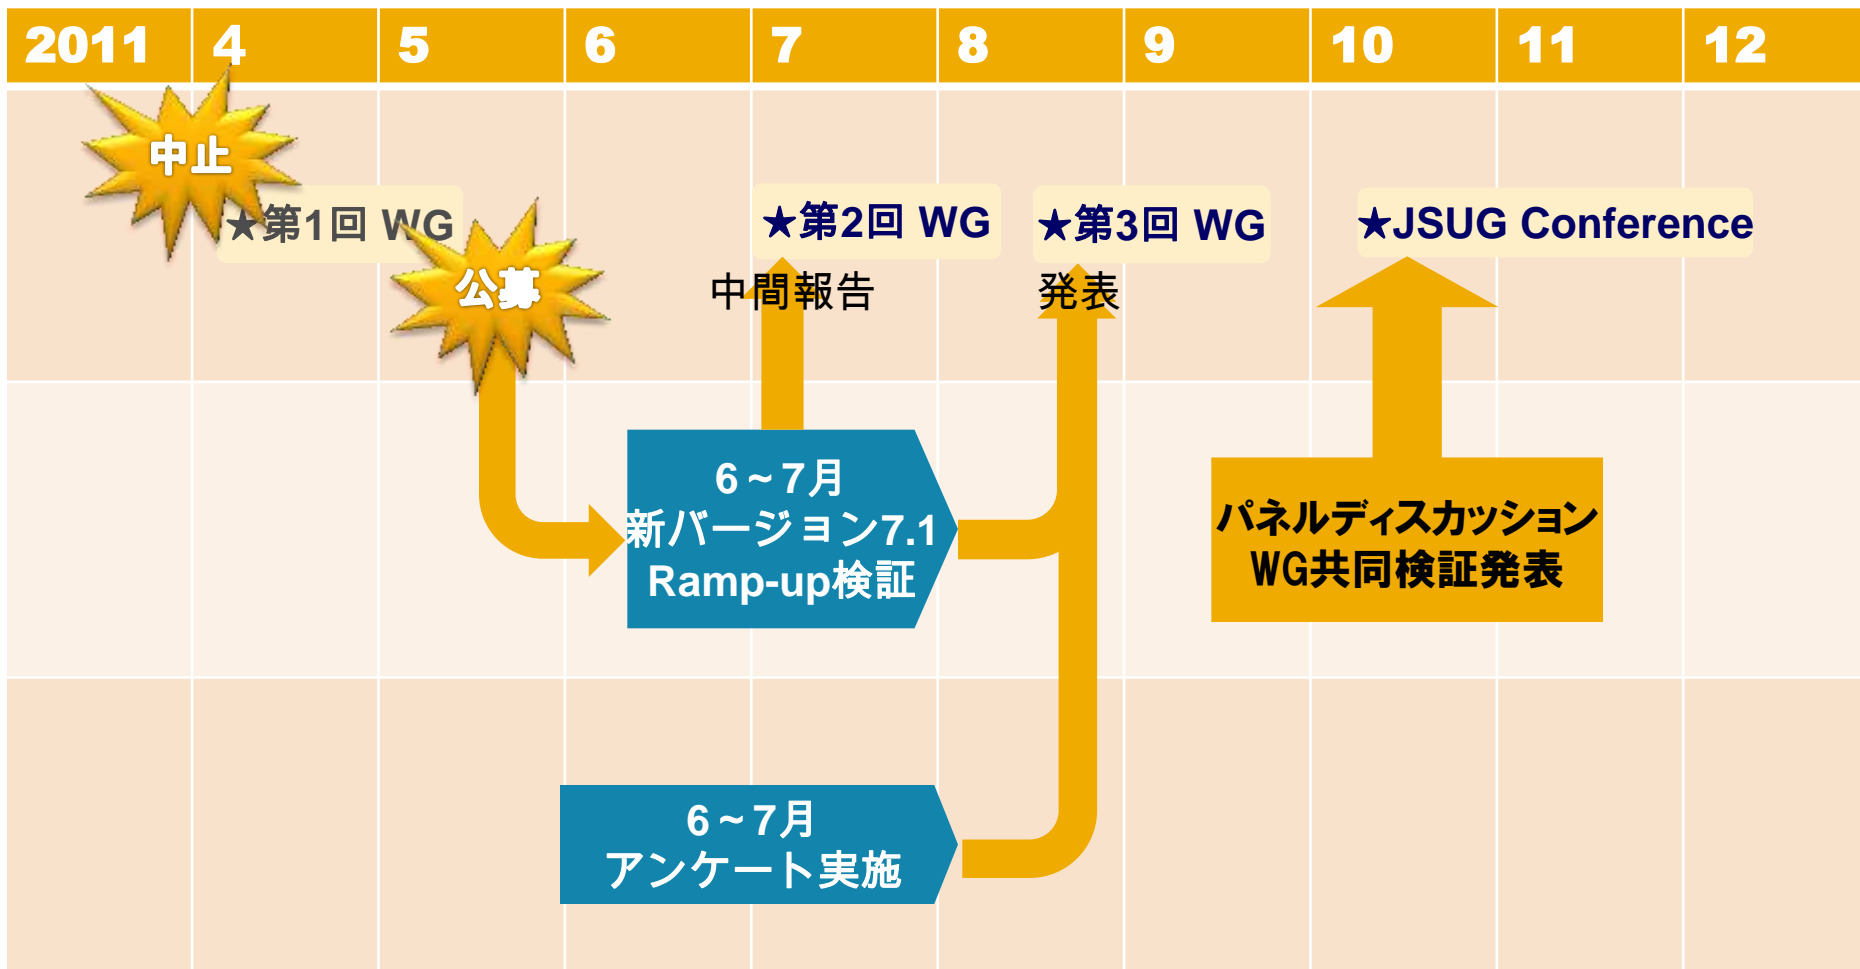 2011 4 5 6 7 8 9 10 11 12
中止
★第1回 WG
公募
★第2回 WG
中間報告
★第3回 WG
発表
★JSUG Conference
6~7月
新バージョン7.1
Ramp-up検証
パネルディスカッション
WG共同検証発表
6~7月
アンケート実施